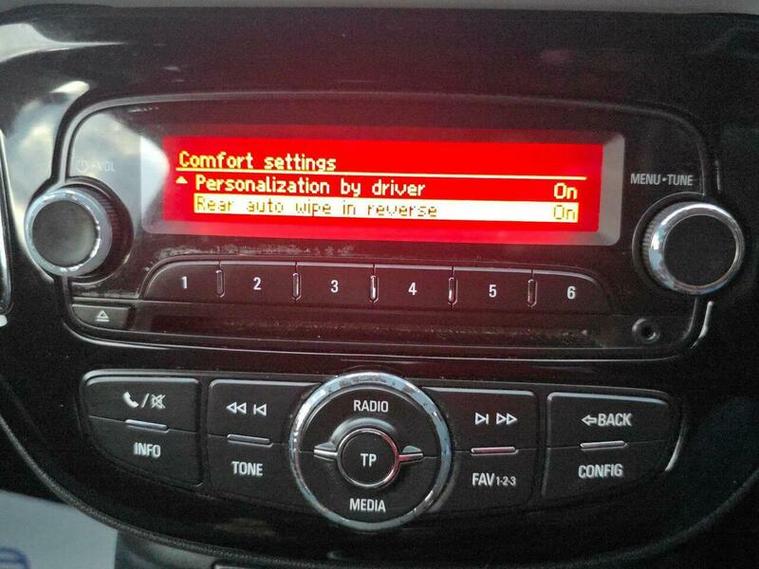 VOL
Comfort settings
Personalization by driver On
Rear auto wipe in reverse On
MENU-TUNE
1 2 3 4 5 6
RADIO
BACK
INFO
TONE
TP
FAV1-2-3
CONFIG
MEDIA